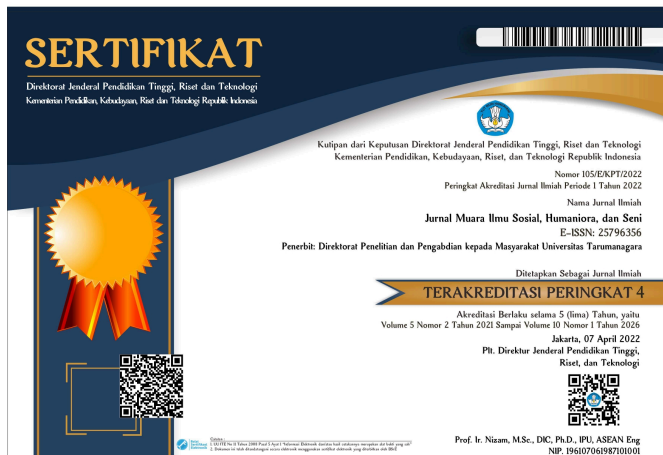 SERTIFIKAT
Direktorat Jenderal Pendidikan Tinggi, Riset dan Teknologi
Kementerian Pendidikan, Kebudayaan, Riset dan Teknologi Republik Indonesia
Kutipan dari Keputusan Direktorat Jenderal Pendidikan Tinggi, Riset dan Teknologi
Kementerian Pendidikan, Kebudayaan, Riset, dan Teknologi Republik Indonesia
Nomor 105/E/KPT/2022
Peringkat Akreditasi Jurnal Ilmiah Periode 1 Tahun 2022
Nama Jurnal Ilmiah
Jurnal Muara Ilmu Sosial, Humaniora, dan Seni
E-ISSN: 25796356
Penerbit: Direktorat Penelitian dan Pengabdian kepada Masyarakat Universitas Tarumanagara
Ditetapkan Sebagai Jurnal Ilmiah
TERAKREDITASI PERINGKAT 4
Akreditasi Berlaku selama 5 (lima) Tahun, yaitu
Volume 5 Nomor 2 Tahun 2021 Sampai Volume 10 Nomor 1 Tahun 2026
Jakarta, 07 April 2022
Plt. Direktur Jenderal Pendidikan Tinggi,
Riset, dan Teknologi
Prof. Ir. Nizam, M.Sc., DIC, Ph.D., IPU, ASEAN Eng
NIP. 196107061987101001